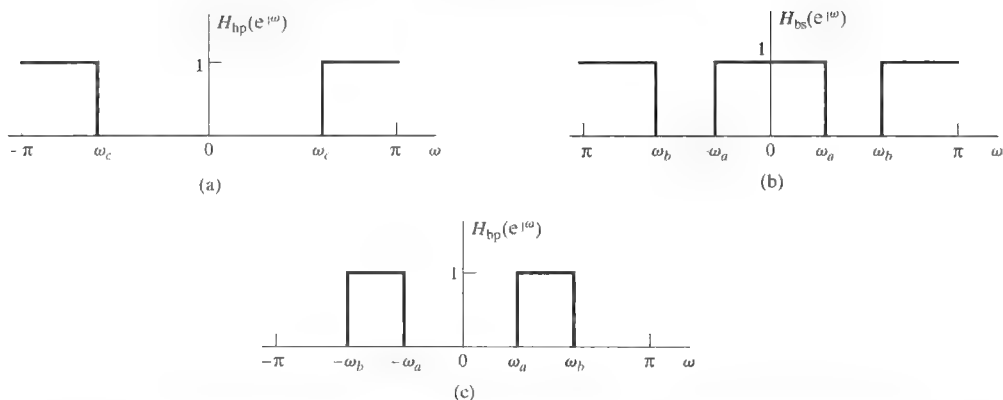 H_hp(e^jω)
1
-π ω_c 0 ω_c π ω
(a)
H_bs(e^jω)
1
π ω_b -ω_a 0 ω_a ω_b π ω
(b)
H_bp(e^jω)
1
-π -ω_b -ω_a 0 ω_a ω_b π ω
(c)